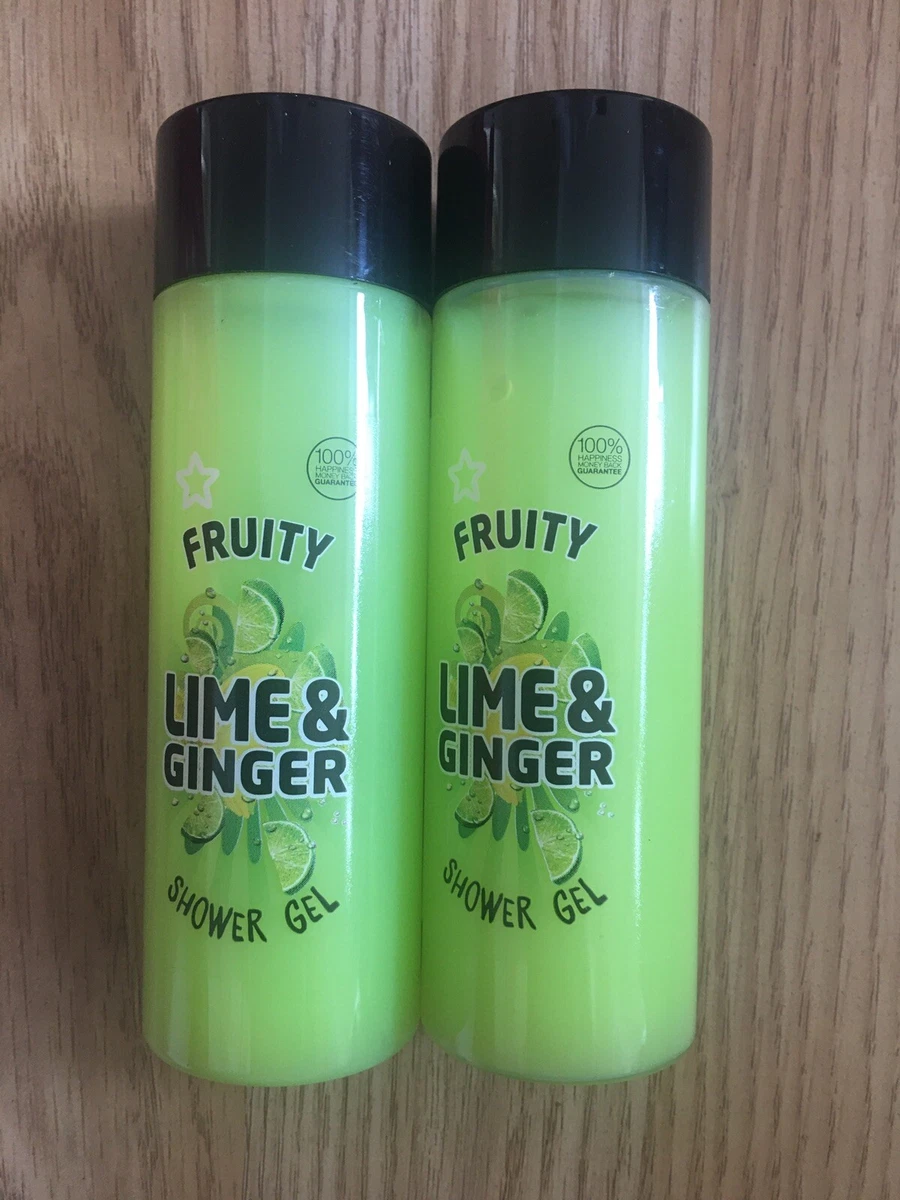 100%
HAPPINESS
MONEY BACK
GUARANTEE
FRUITY
LIME &
GINGER
SHOWER GEL
100%
HAPPINESS
MONEY BACK
GUARANTEE
FRUITY
LIME &
GINGER
SHOWER GEL